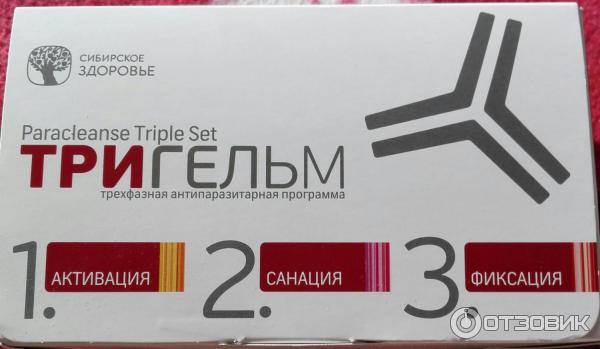 СИБИРСКОЕ
ЗДОРОВЬЕ
Paracleanse Triple Set
ТРИГЕЛЬМ
трехфазная антипаразитарная программа
1. АКТИВАЦИЯ
2. САНАЦИЯ
3. ФИКСАЦИЯ
ОТЗОВИК